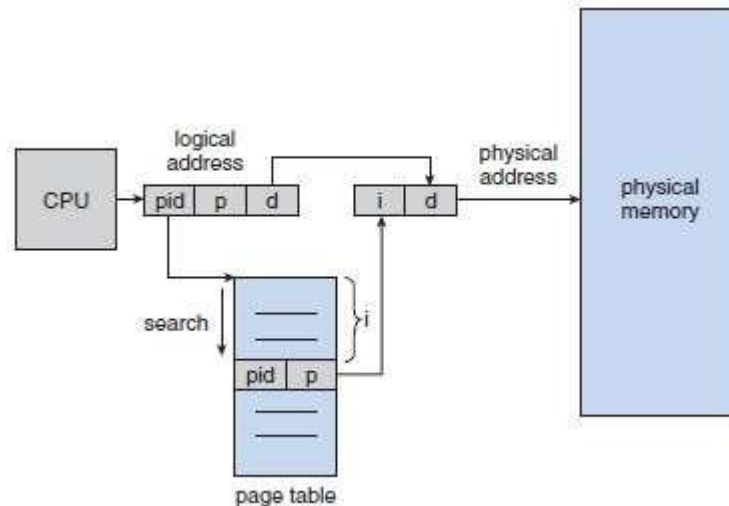 logical
address
physical
address
CPU
pid p d
i d
physical
memory
search
i
pid p
page table